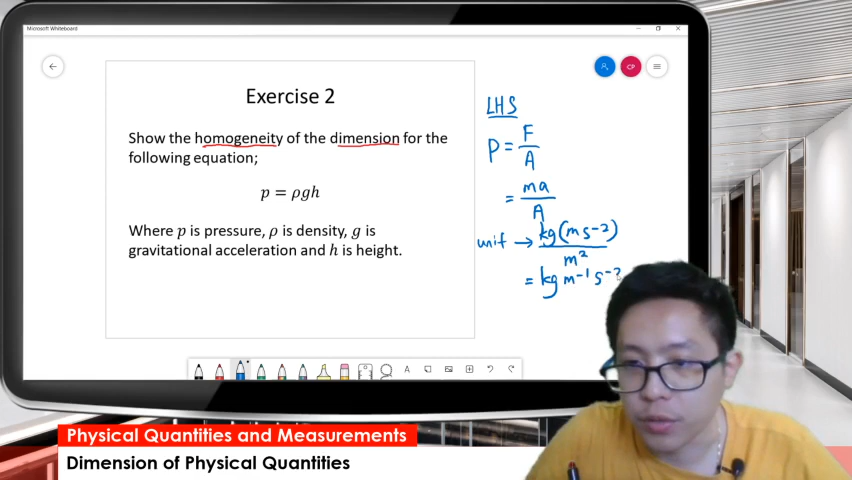 Microsoft Whiteboard
CP
Exercise 2
Show the homogeneity of the dimension for the
following equation;
p = ρgh
Where p is pressure, ρ is density, g is
gravitational acceleration and h is height.
LHS
P = F/A
= ma/A
unit → kg(ms-2)/m²
= kg m-1 s-2
A
Physical Quantities and Measurements
Dimension of Physical Quantities